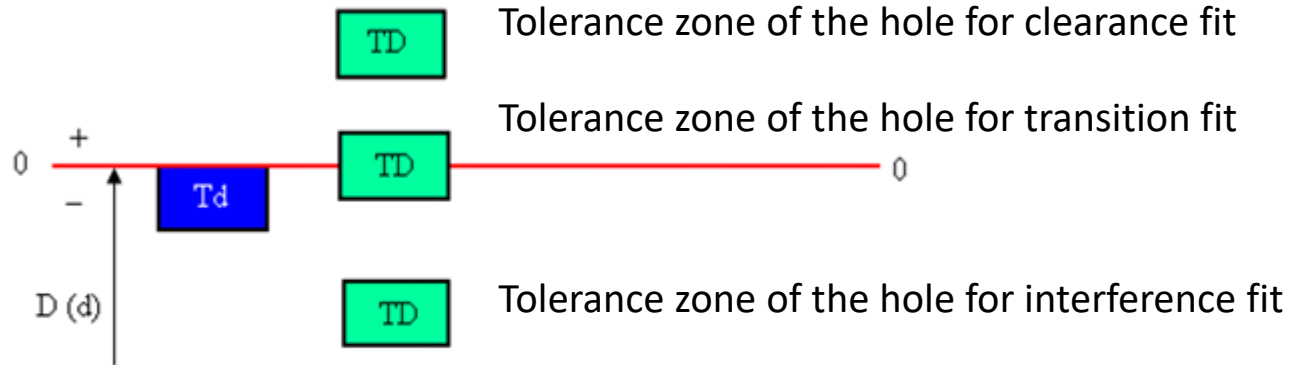 TD Tolerance zone of the hole for clearance fit
Tolerance zone of the hole for transition fit
+
0 TD 0
− Td
D (d) TD Tolerance zone of the hole for interference fit